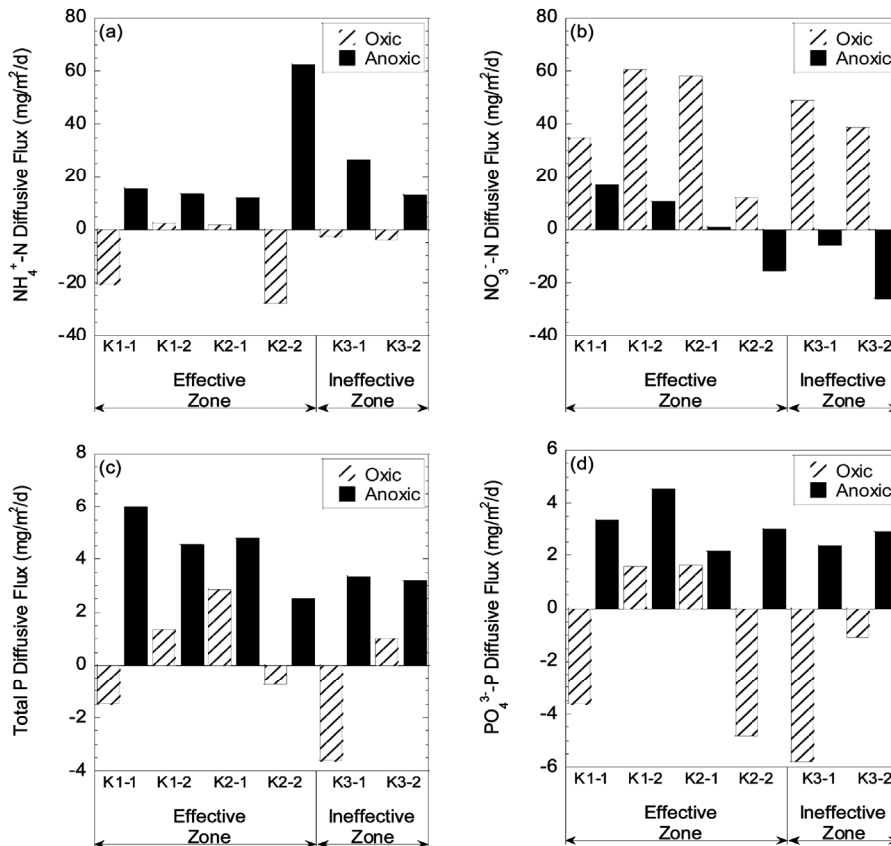 (a)
Oxic
Anoxic
NH₄⁺-N Diffusive Flux (mg/m²/d)
80
60
40
20
0
-20
-40
K1-1 K1-2 K2-1 K2-2 K3-1 K3-2
Effective Zone
Ineffective Zone
(b)
Oxic
Anoxic
NO₃⁻-N Diffusive Flux (mg/m²/d)
80
60
40
20
0
-20
-40
K1-1 K1-2 K2-1 K2-2 K3-1 K3-2
Effective Zone
Ineffective Zone
(c)
Oxic
Anoxic
Total P Diffusive Flux (mg/m²/d)
8
6
4
2
0
-2
-4
K1-1 K1-2 K2-1 K2-2 K3-1 K3-2
Effective Zone
Ineffective Zone
(d)
Oxic
Anoxic
PO₄³⁻-P Diffusive Flux (mg/m²/d)
6
4
2
0
-2
-4
-6
K1-1 K1-2 K2-1 K2-2 K3-1 K3-2
Effective Zone
Ineffective Zone